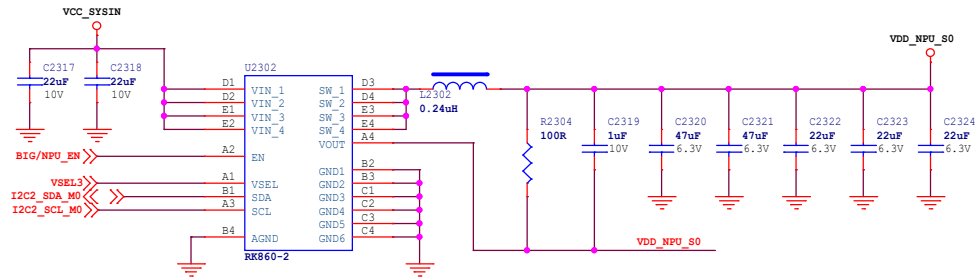 VCC_SYSIN
VDD_NPU_S0
C2317
22uF
10V
C2318
22uF
10V
U2302
D1 VIN_1 SW_1 D3
D2 VIN_2 SW_2 D4
E1 VIN_3 SW_3 E3
E2 VIN_4 SW_4 E4
VOUT A4
L2302
0.24uH
R2304
100R
C2319
1uF
10V
C2320
47uF
6.3V
C2321
47uF
6.3V
C2322
22uF
6.3V
C2323
22uF
6.3V
C2324
22uF
6.3V
BIG/NPU_EN A2 EN
GND1 B2
VSEL3 A1 VSEL GND2 B3
I2C2_SDA_M0 B1 SDA GND3 C1
I2C2_SCL_M0 A3 SCL GND4 C2
GND5 C3
B4 AGND GND6 C4
RK860-2
VDD_NPU_S0